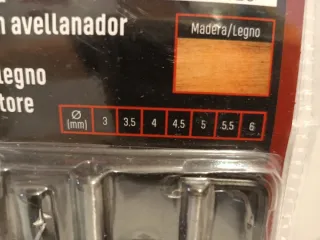 n avellanador
Madera/Legno
legno
tore
Ø (mm) 3 3.5 4 4.5 5 5.5 6